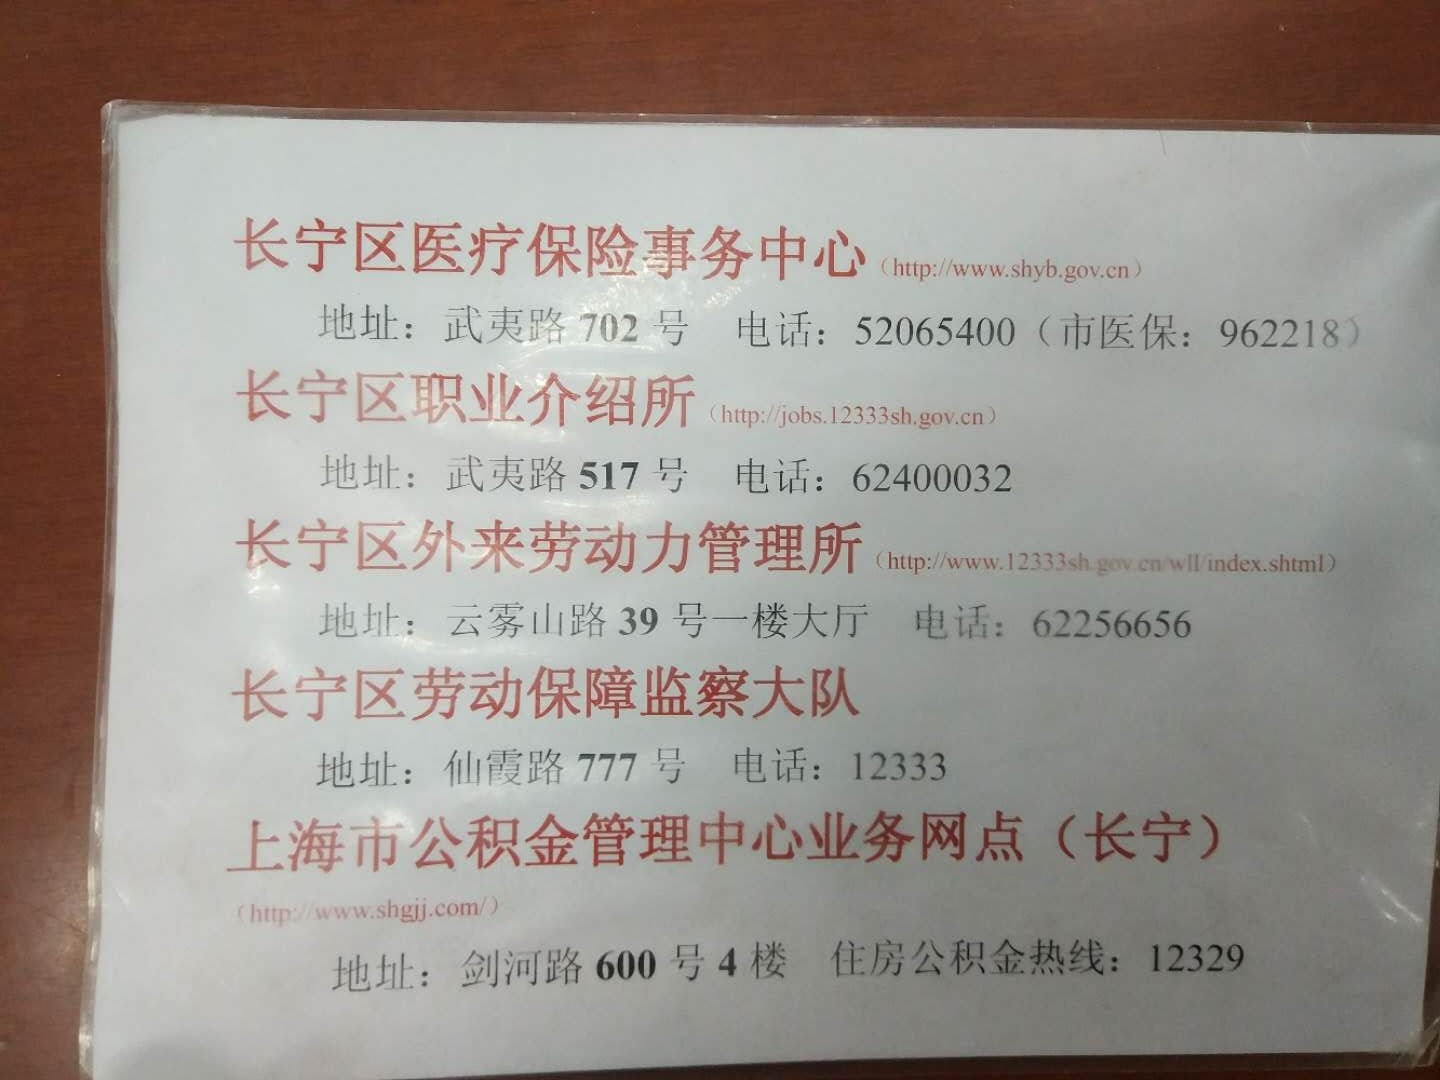 长宁区医疗保险事务中心（http://www.shyb.gov.cn）
地址：武夷路 702 号 电话：52065400（市医保：962218）
长宁区职业介绍所（http://jobs.12333sh.gov.cn）
地址：武夷路 517 号 电话：62400032
长宁区外来劳动力管理所（http://www.12333sh.gov.cn/wll/index.shtml）
地址：云雾山路 39 号一楼大厅 电话：62256656
长宁区劳动保障监察大队
地址：仙霞路 777 号 电话：12333
上海市公积金管理中心业务网点（长宁）
（http://www.shgjj.com/）
地址：剑河路 600 号 4 楼 住房公积金热线：12329